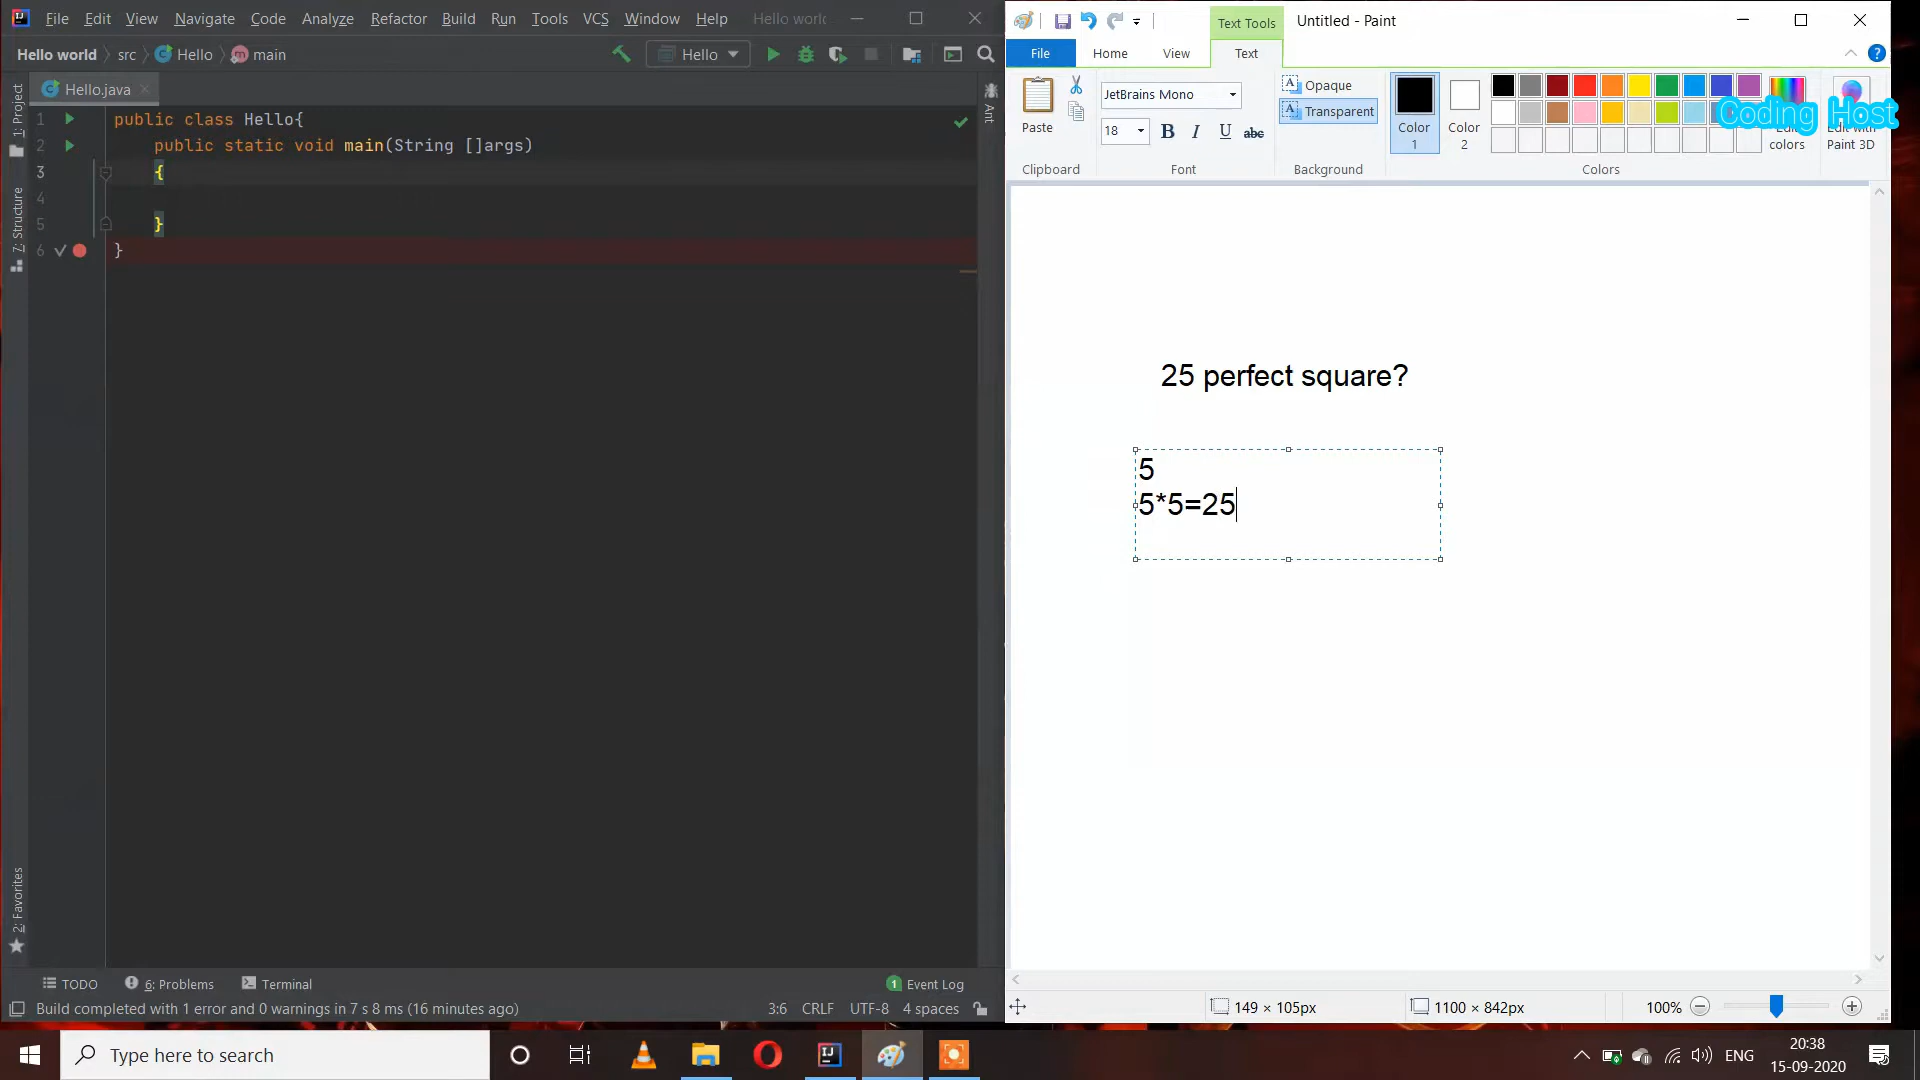 File Edit View Navigate Code Analyze Refactor Build Run Tools VCS Window Help Hello world
Hello world src Hello main
Hello
Hello.java
1: Project
7: Structure
2: Favorites
Ant
1 public class Hello{
2 public static void main(String []args)
3 {
4
5 }
6 }
TODO 6: Problems Terminal Event Log
1
Build completed with 1 error and 0 warnings in 7 s 8 ms (16 minutes ago) 3:6 CRLF UTF-8 4 spaces
Text Tools Untitled - Paint
File Home View Text
Paste
Clipboard
JetBrains Mono
18 B I U abc
Font
Opaque
Transparent
Background
Color 1
Color 2
Edit colors
Edit with Paint 3D
Colors
Coding Host
25 perfect square?
5
5*5=25
149 × 105px 1100 × 842px 100%
Type here to search
ENG
20:38
15-09-2020